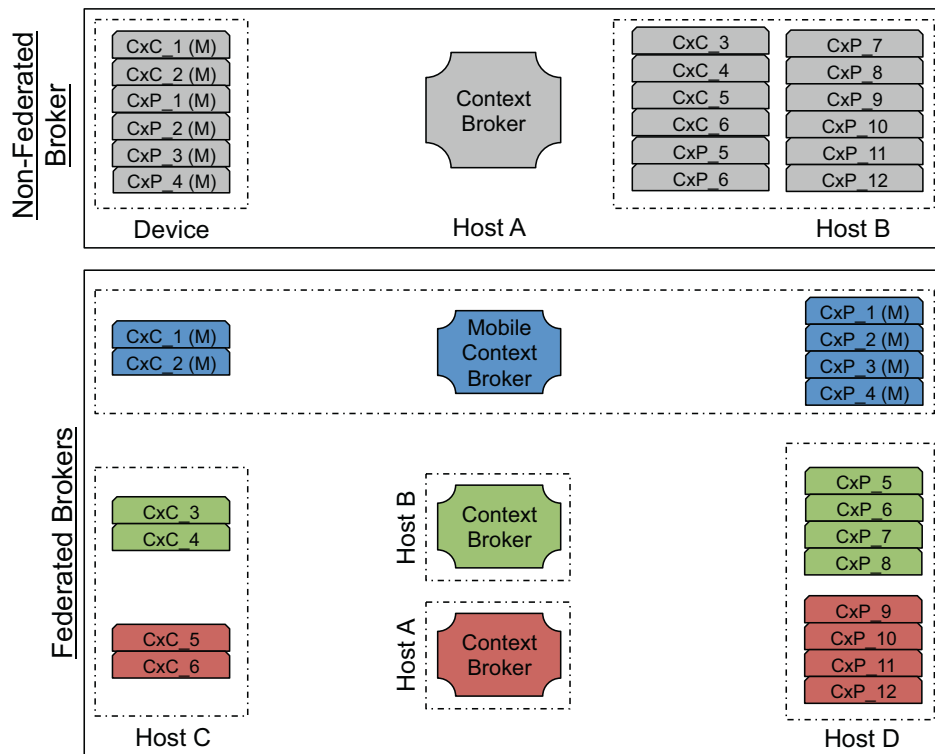 Non-Federated
Broker
CxC_1 (M)
CxC_2 (M)
CxP_1 (M)
CxP_2 (M)
CxP_3 (M)
CxP_4 (M)
Device
Context
Broker
Host A
CxC_3
CxC_4
CxC_5
CxC_6
CxP_5
CxP_6
CxP_7
CxP_8
CxP_9
CxP_10
CxP_11
CxP_12
Host B
Federated Brokers
CxC_1 (M)
CxC_2 (M)
Mobile
Context
Broker
CxP_1 (M)
CxP_2 (M)
CxP_3 (M)
CxP_4 (M)
CxC_3
CxC_4
Host B
Context
Broker
CxP_5
CxP_6
CxP_7
CxP_8
CxC_5
CxC_6
Host A
Context
Broker
CxP_9
CxP_10
CxP_11
CxP_12
Host C
Host D